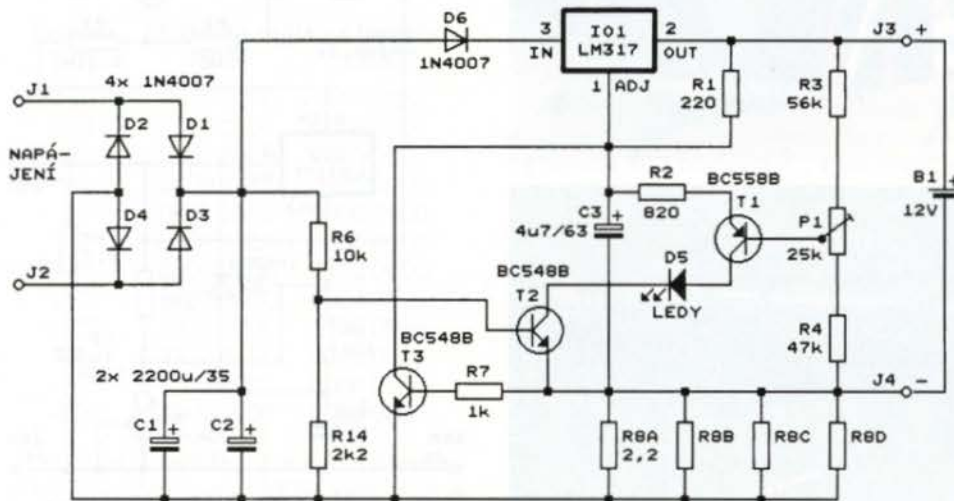 D6
1N4007
3
IN
IO1
LM317
2
OUT
1 ADJ
J3 +
4x 1N4007
J1
D2
D1
NAPÁ-
JENÍ
D4
D3
J2
R1
220
R3
56k
B1
+
12V
R2
820
BC558B
T1
P1
25k
C3
+
4u7/63
D5
LEDY
R6
10k
BC548B
T2
R4
47k
BC548B
T3
R7
1k
J4 -
2x 2200u/35
C1
+
C2
+
R14
2k2
R8A
2,2
R8B
R8C
R8D